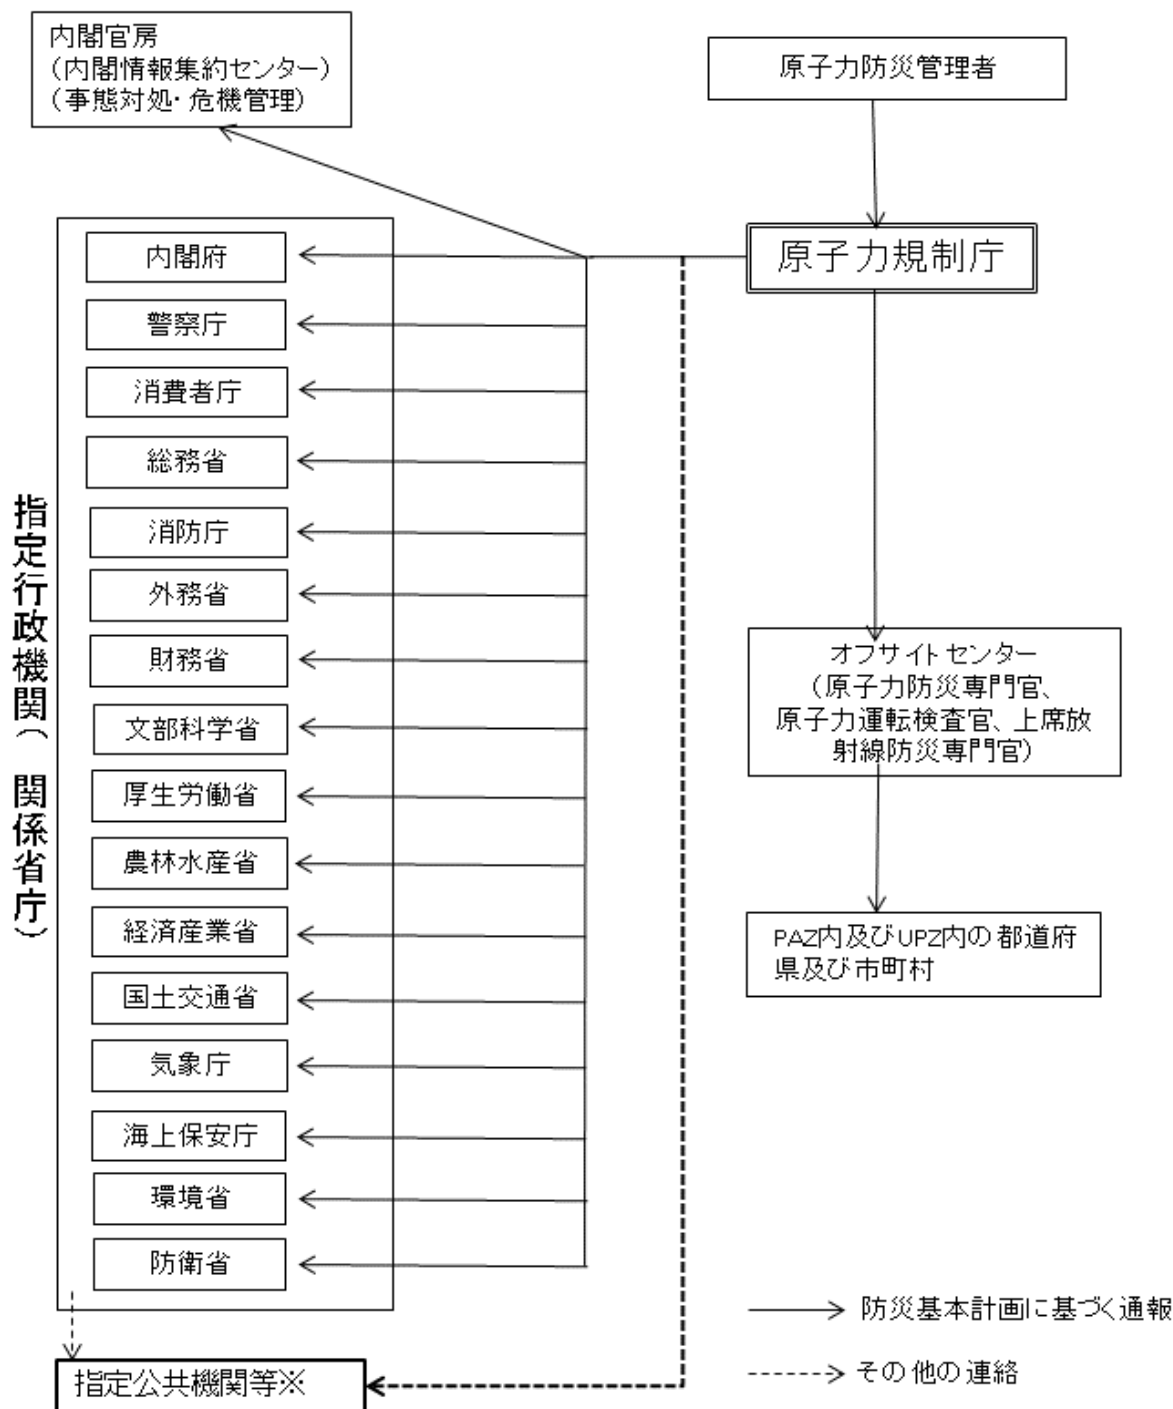 内閣官房
（内閣情報集約センター）
（事態対処・危機管理）
原子力防災管理者
原子力規制庁
指定行政機関（関係省庁）
内閣府
警察庁
消費者庁
総務省
消防庁
外務省
財務省
文部科学省
厚生労働省
農林水産省
経済産業省
国土交通省
気象庁
海上保安庁
環境省
防衛省
オフサイトセンター
（原子力防災専門官、
原子力運転検査官、上席放
射線防災専門官）
PAZ内及びUPZ内の都道府
県及び市町村
指定公共機関等※
防災基本計画に基づく通報
その他の連絡